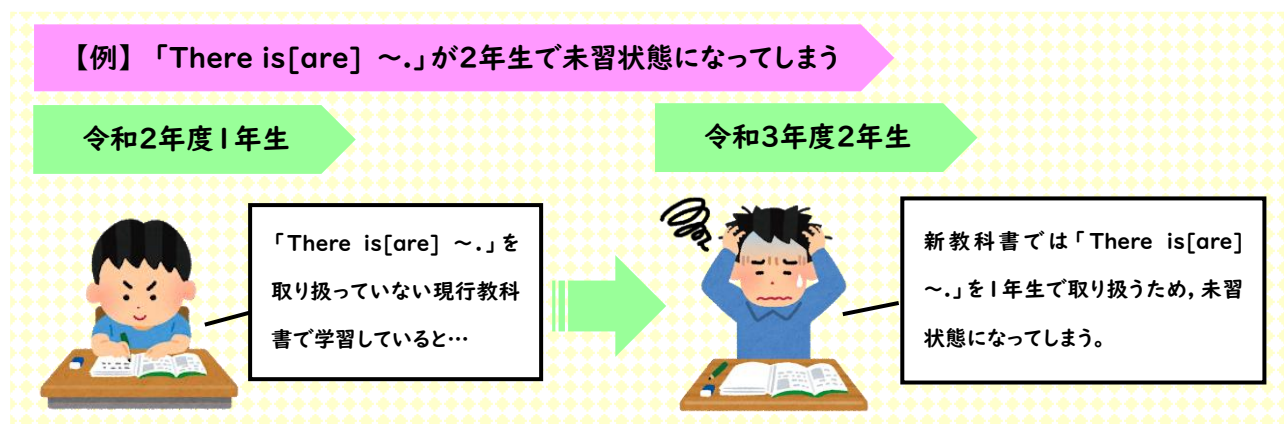 【例】「There is[are] ~.」が2年生で未習状態になってしまう
令和2年度1年生
令和3年度2年生
「There is[are] ~.」を
取り扱っていない現行教科
書で学習していると…
新教科書では「There is[are]
~.」を1年生で取り扱うため,未習
状態になってしまう。